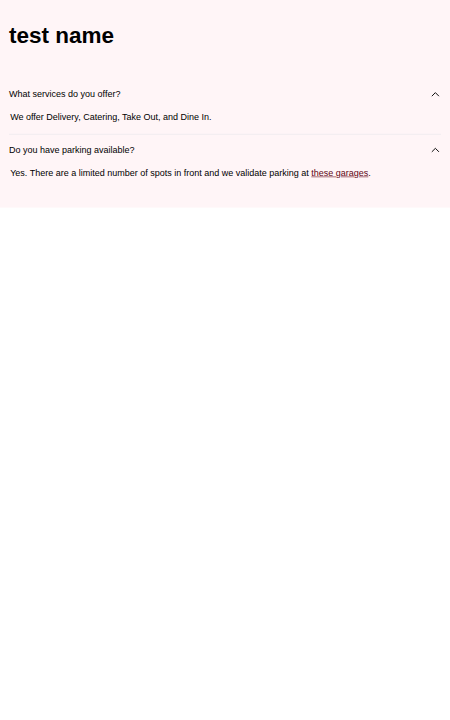 test name
What services do you offer?
We offer Delivery, Catering, Take Out, and Dine In.
Do you have parking available?
Yes. There are a limited number of spots in front and we validate parking at these garages.